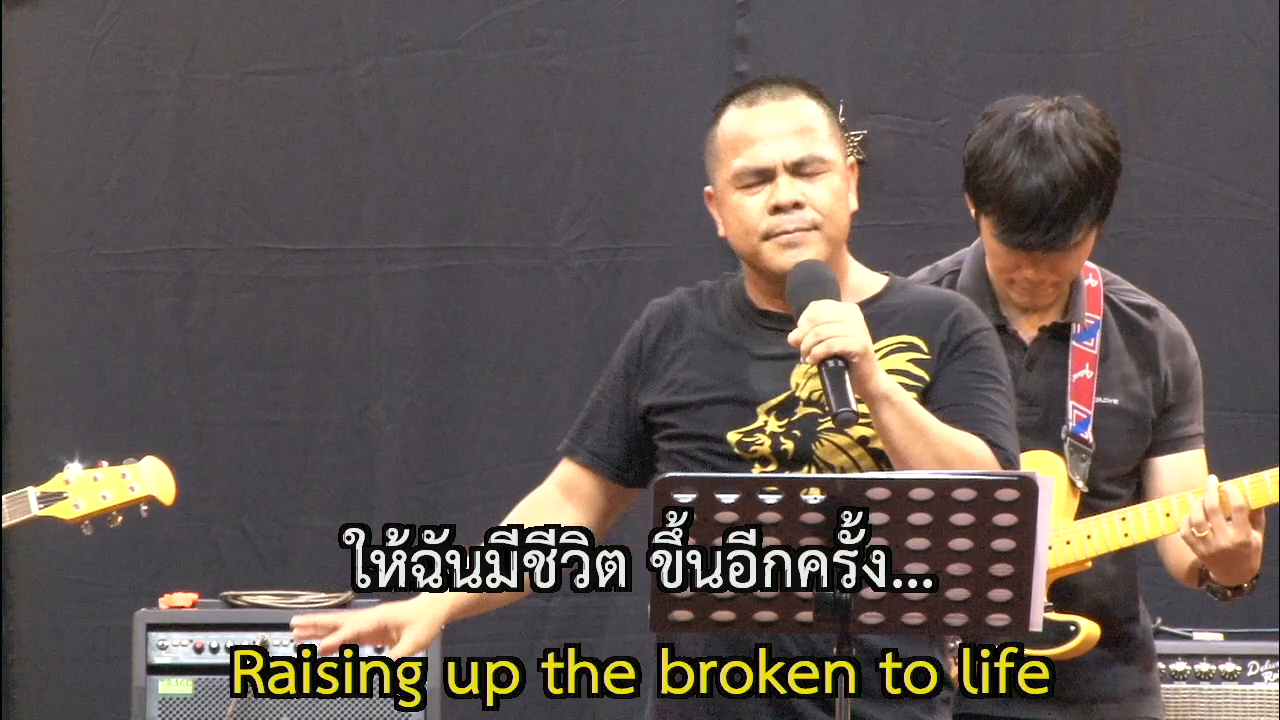 ให้ฉันมีชีวิต ขึ้นอีกครั้ง...
Raising up the broken to life